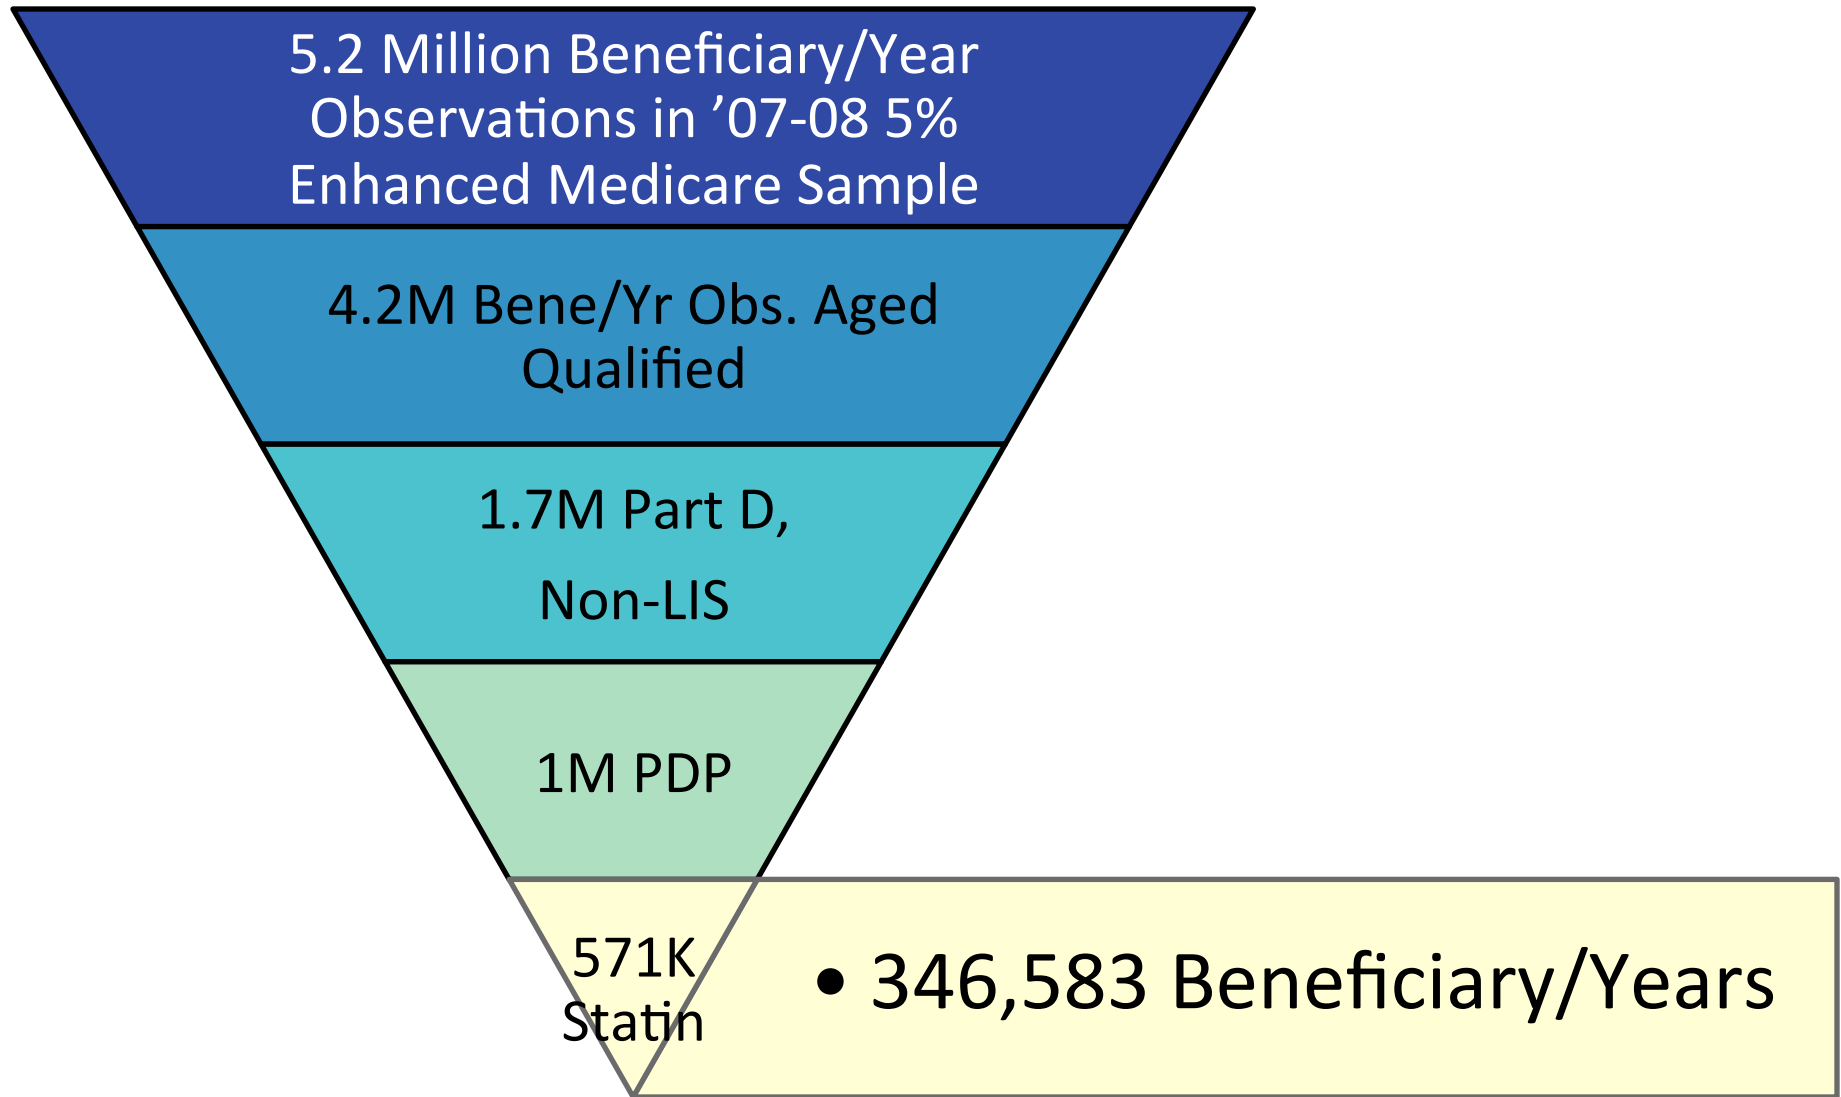 5.2 Million Beneficiary/Year
Observations in ’07-08 5%
Enhanced Medicare Sample
4.2M Bene/Yr Obs. Aged
Qualified
1.7M Part D,
Non-LIS
1M PDP
571K
Statin
• 346,583 Beneficiary/Years